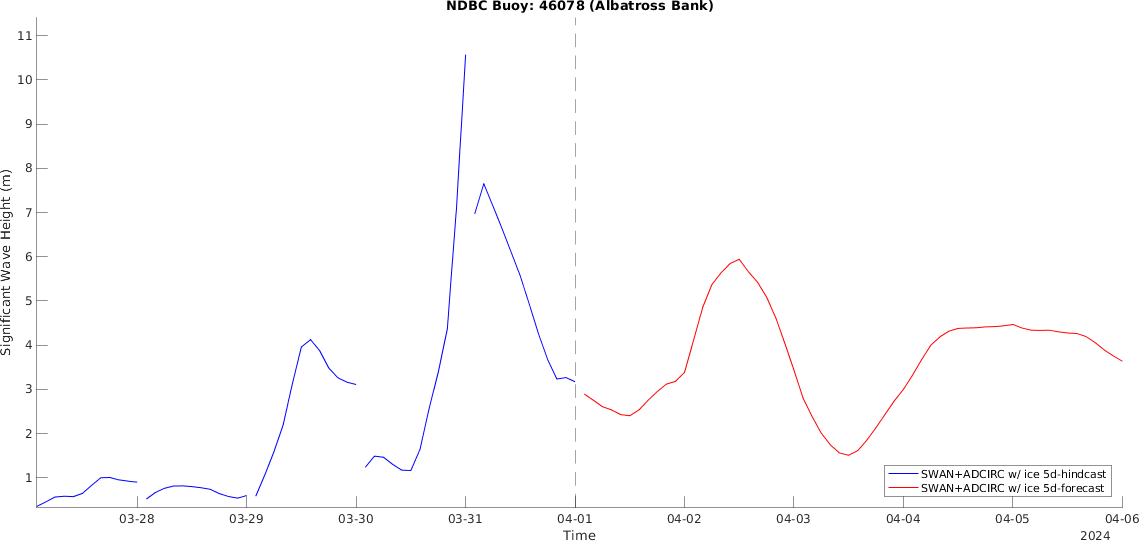 NDBC Buoy: 46078 (Albatross Bank)
11
10
9
8
7
6
5
4
3
2
1
Significant Wave Height (m)
03-28 03-29 03-30 03-31 04-01 04-02 04-03 04-04 04-05 04-06
Time
2024
SWAN+ADCIRC w/ ice 5d-hindcast
SWAN+ADCIRC w/ ice 5d-forecast